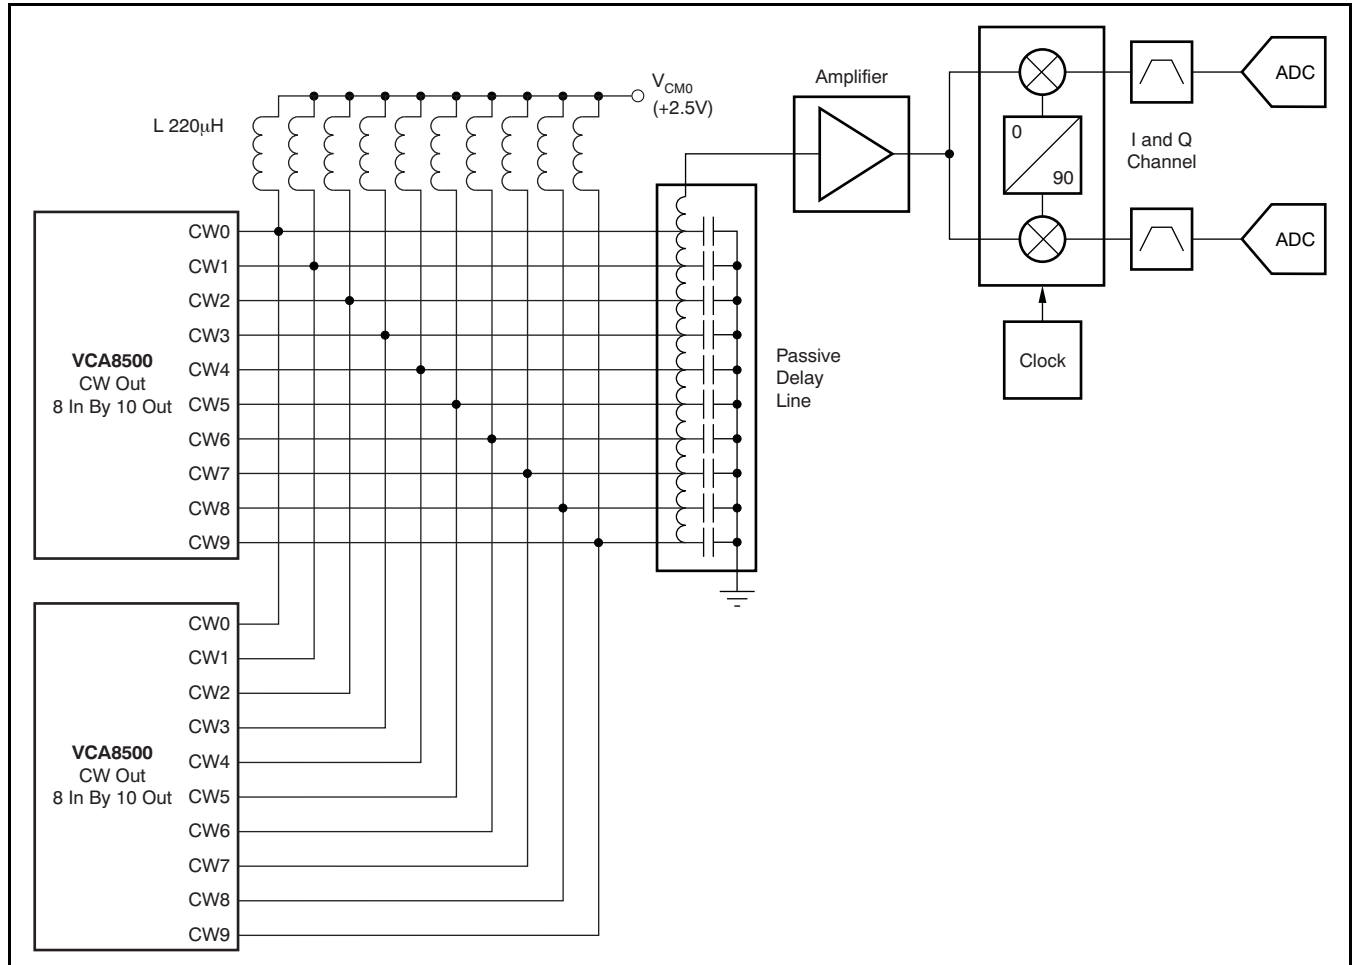 L 220μH
V_CM0
(+2.5V)
Amplifier
ADC
0
90
I and Q
Channel
ADC
Clock
VCA8500
CW Out
8 In By 10 Out
CW0
CW1
CW2
CW3
CW4
CW5
CW6
CW7
CW8
CW9
Passive
Delay
Line
VCA8500
CW Out
8 In By 10 Out
CW0
CW1
CW2
CW3
CW4
CW5
CW6
CW7
CW8
CW9